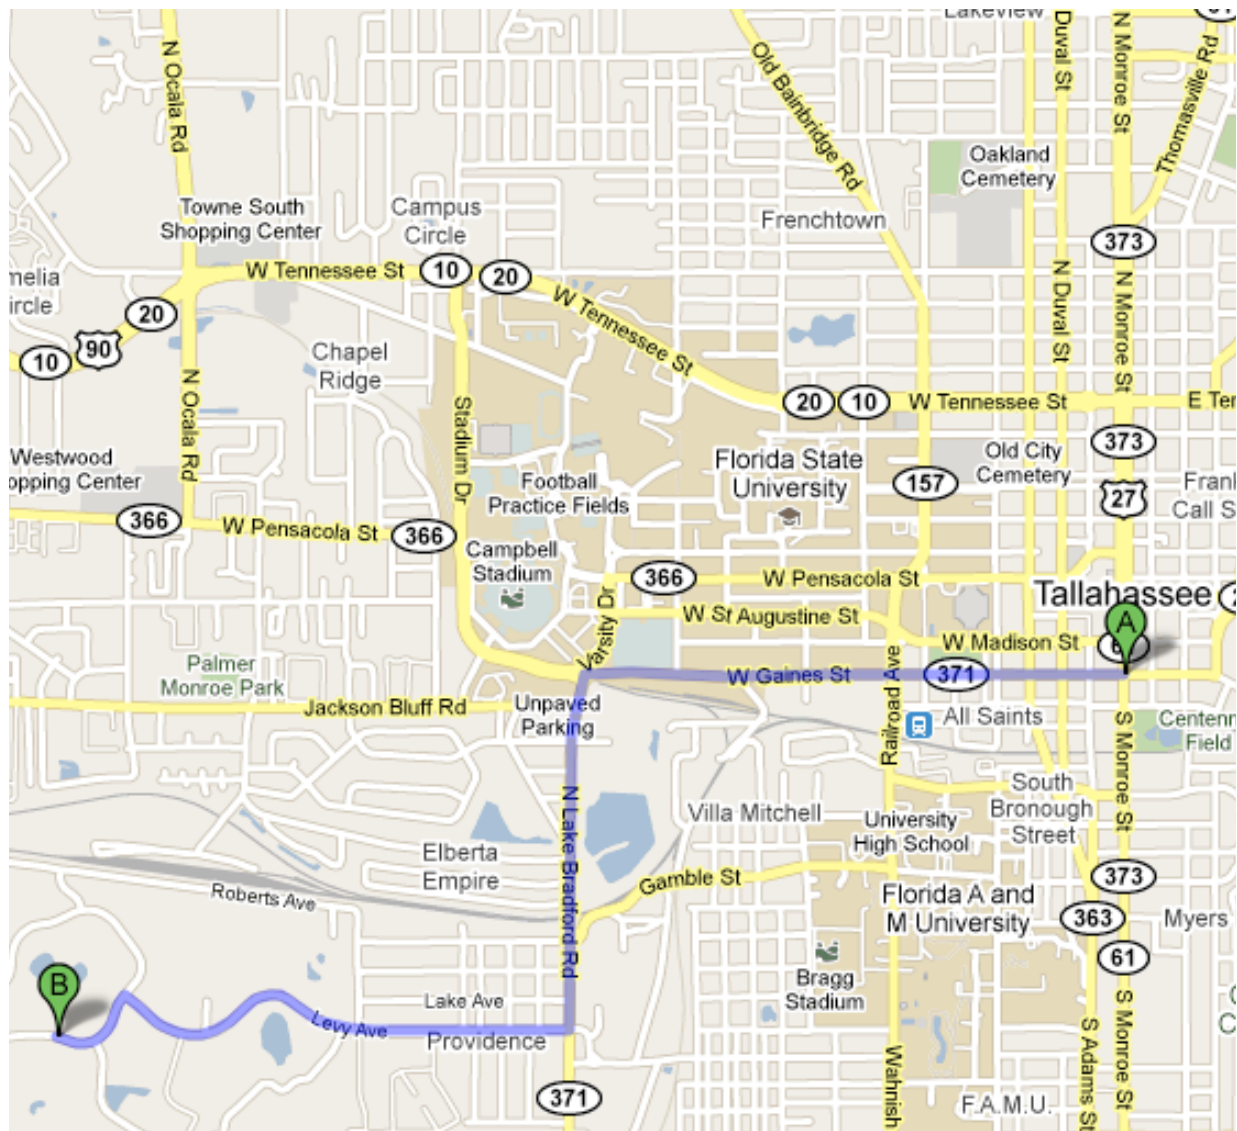 Lakeview
N Ocala Rd
Old Bainbridge Rd
Duval St
N Monroe St
Thomasville Rd
Oakland
Cemetery
Towne South
Shopping Center
Campus
Circle
Frenchtown
373
W Tennessee St
10
20
melia
ircle
20
W Tennessee St
N Duval St
N Monroe St
10
90
Chapel
Ridge
N Ocala Rd
Stadium Dr
20
10
W Tennessee St
E Ten
373
Westwood
opping Center
Football
Practice Fields
Florida State
University
Old City
Cemetery
157
27
Frank
Call S
366
W Pensacola St
366
Campbell
Stadium
366
W Pensacola St
Tallahassee
Varsity Dr
W St Augustine St
W Madison St
A
Palmer
Monroe Park
W Gaines St
371
Railroad Ave
Jackson Bluff Rd
Unpaved
Parking
All Saints
S Monroe St
Centenn
Field
N Lake Bradford Rd
Villa Mitchell
University
High School
South
Bronough
Street
Elberta
Empire
Gamble St
373
Roberts Ave
Florida A and
M University
363
Myers
61
B
Bragg
Stadium
Lake Ave
Levy Ave
Providence
S Adams St
S Monroe St
Wahnish
371
F.A.M.U.